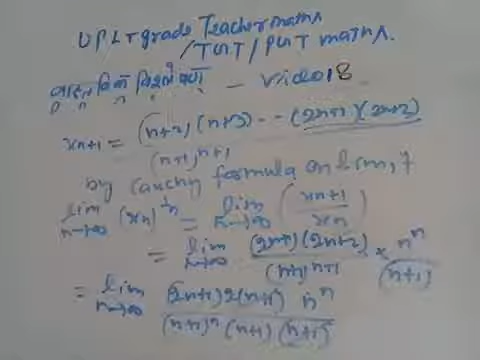 UP LT grade Teacher maths
/TGT/PGT maths.
वास्तविक विश्लेषण - Video 18
xn+1 = (n+2)(n+3)---(2n+1)(2n+2)
(n+1)n+1
by Cauchy formula on lim,
lim n→∞ (xn)^1/n = lim n→∞ (xn+1/xn)
= lim n→∞ (2n+1)(2n+2)/(n+1)n+1 × n^n/(n+1)
= lim n→∞ (2n+1)2(n+1) n^n/(n+1)^n (n+1)(n+1)